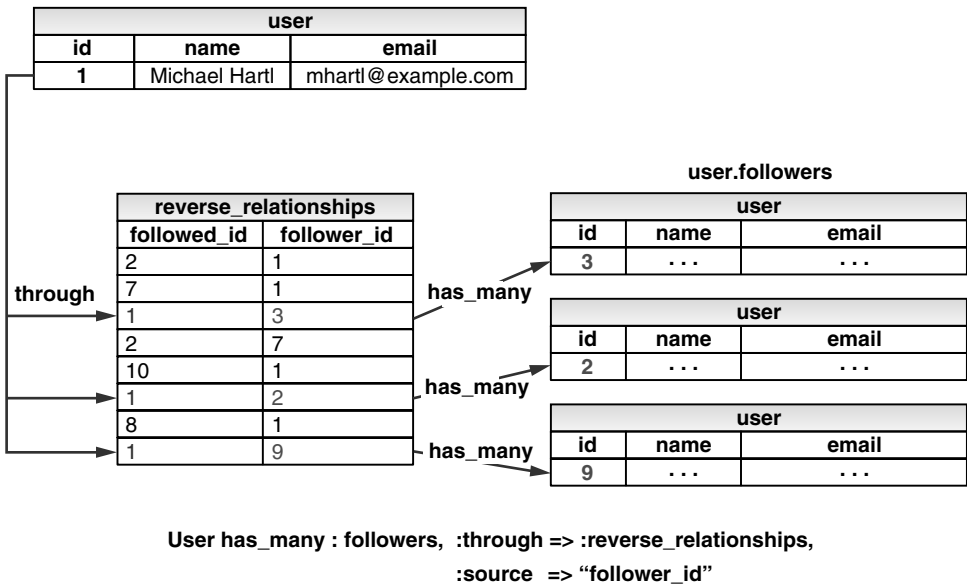 user
id name email
1 Michael Hartl mhartl@example.com
user.followers
reverse_relationships
followed_id follower_id
2 1
7 1
1 3
2 7
10 1
1 2
8 1
1 9
through
has_many
has_many
has_many
user
id name email
3 . . . . . .
user
id name email
2 . . . . . .
user
id name email
9 . . . . . .
User has_many : followers, :through => :reverse_relationships,
:source => “follower_id”